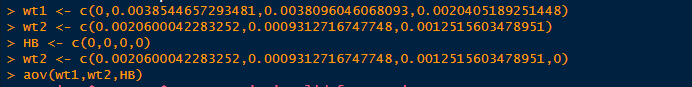 > wt1 <- c(0,0.0038544657293481,0.0038096046068093,0.0020405189251448)
> wt2 <- c(0.0020600042283252,0.0009312716747748,0.0012515603478951)
> HB <- c(0,0,0,0)
> wt2 <- c(0.0020600042283252,0.0009312716747748,0.0012515603478951,0)
> aov(wt1,wt2,HB)